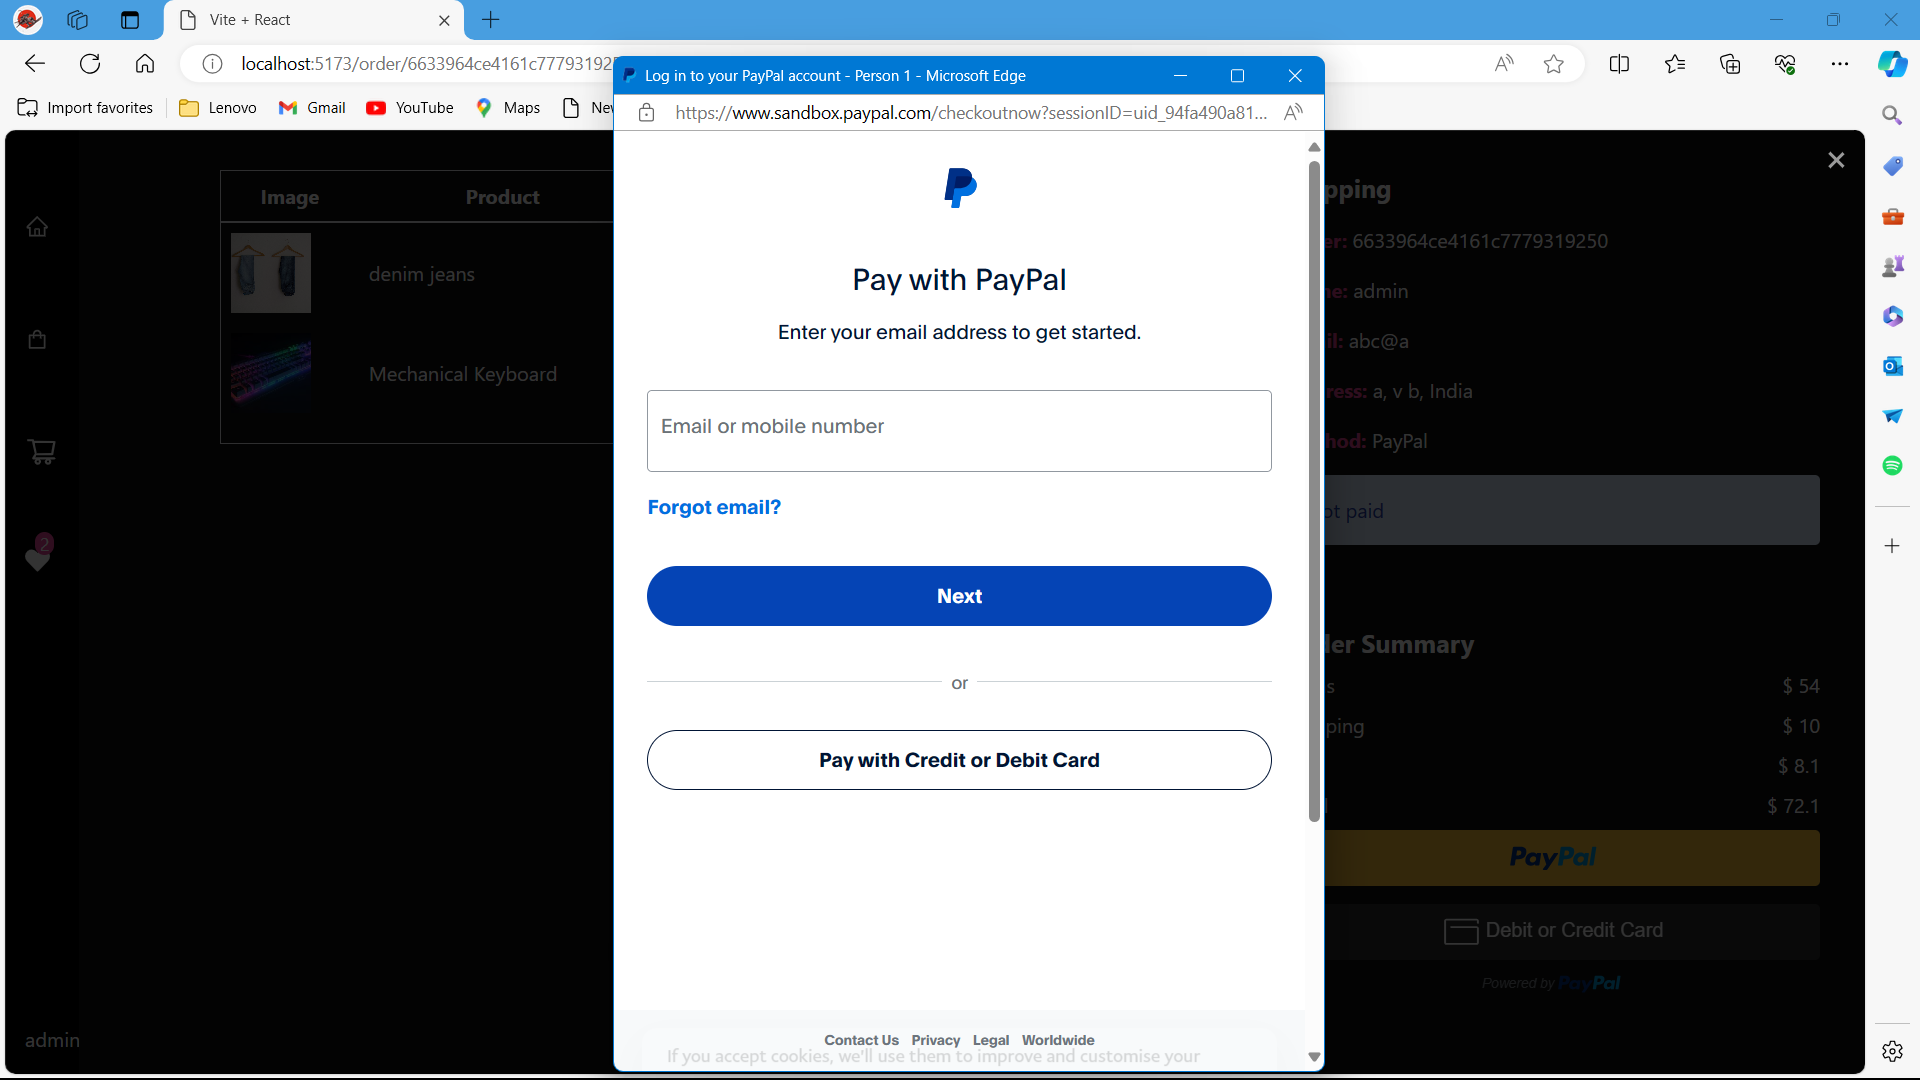 Vite + React
localhost:5173/order/6633964ce4161c777931925
Import favorites
Lenovo
Gmail
YouTube
Maps
New
Log in to your PayPal account - Person 1 - Microsoft Edge
https://www.sandbox.paypal.com/checkoutnow?sessionID=uid_94fa490a81...
Image Product
denim jeans
Mechanical Keyboard
2
admin
Pay with PayPal
Enter your email address to get started.
Email or mobile number
Forgot email?
Next
or
Pay with Credit or Debit Card
Contact Us Privacy Legal Worldwide
If you accept cookies, we'll use them to improve and customise your
pping
er: 6633964ce4161c7779319250
e: admin
il: abc@a
ress: a, v b, India
hod: PayPal
ot paid
der Summary
s $ 54
ping $ 10
$ 8.1
$ 72.1
PayPal
Debit or Credit Card
Powered by PayPal